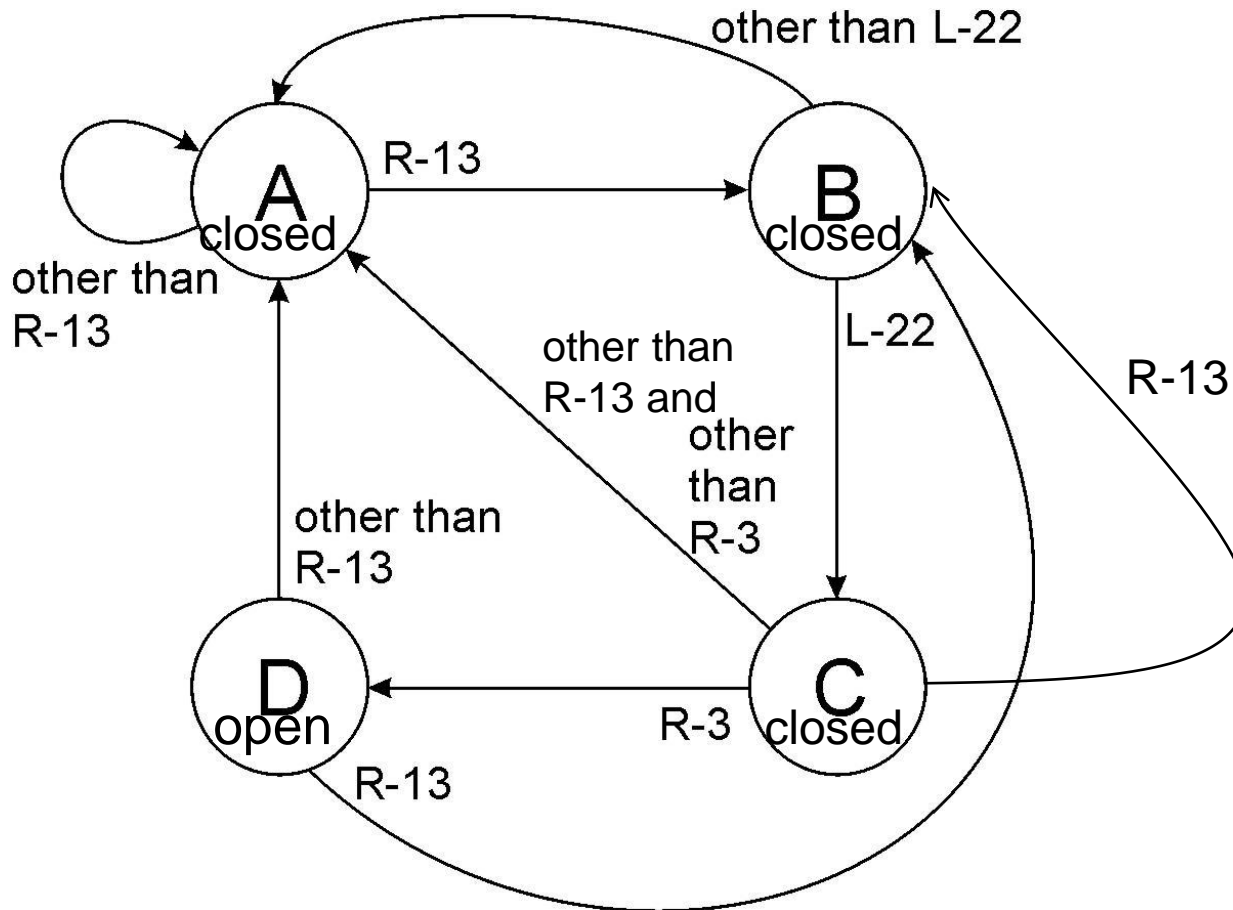 other than L-22
R-13
A
closed
B
closed
other than
R-13
L-22
other than
R-13 and
other
than
R-3
R-13
other than
R-13
D
open
R-3
C
closed
R-13